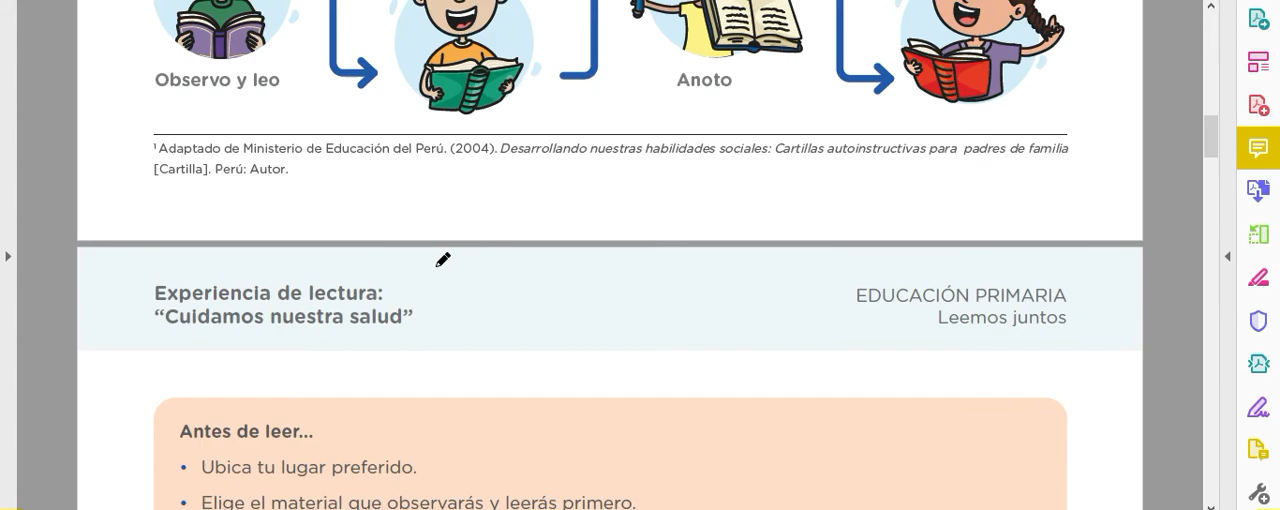 Observo y leo
Anoto
¹ Adaptado de Ministerio de Educación del Perú. (2004). Desarrollando nuestras habilidades sociales: Cartillas autoinstructivas para padres de familia
[Cartilla]. Perú: Autor.
Experiencia de lectura:
“Cuidamos nuestra salud”
EDUCACIÓN PRIMARIA
Leemos juntos
Antes de leer...
• Ubica tu lugar preferido.
• Elige el material que observarás y leerás primero.